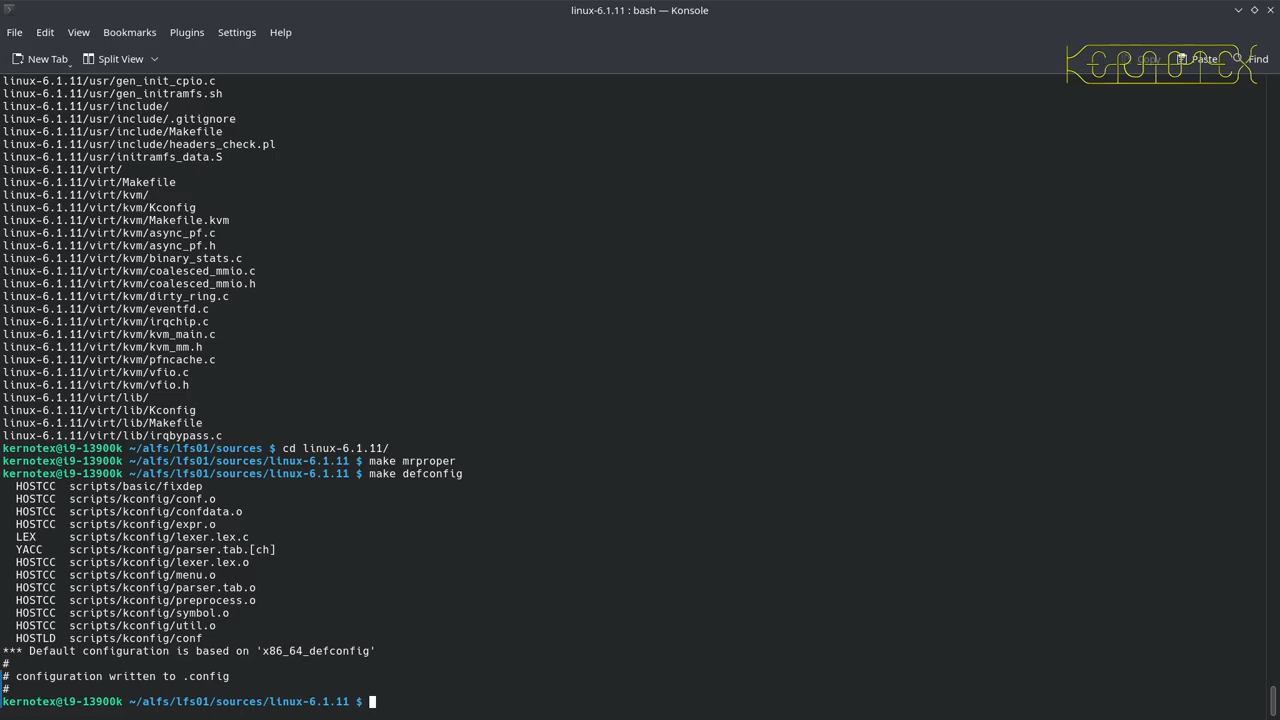 linux-6.1.11 : bash — Konsole
File Edit View Bookmarks Plugins Settings Help
New Tab Split View Copy Paste Find
KERNOTEX
linux-6.1.11/usr/gen_init_cpio.c
linux-6.1.11/usr/gen_initramfs.sh
linux-6.1.11/usr/include/
linux-6.1.11/usr/include/.gitignore
linux-6.1.11/usr/include/Makefile
linux-6.1.11/usr/include/headers_check.pl
linux-6.1.11/usr/initramfs_data.S
linux-6.1.11/virt/
linux-6.1.11/virt/Makefile
linux-6.1.11/virt/kvm/
linux-6.1.11/virt/kvm/Kconfig
linux-6.1.11/virt/kvm/Makefile.kvm
linux-6.1.11/virt/kvm/async_pf.c
linux-6.1.11/virt/kvm/async_pf.h
linux-6.1.11/virt/kvm/binary_stats.c
linux-6.1.11/virt/kvm/coalesced_mmio.c
linux-6.1.11/virt/kvm/coalesced_mmio.h
linux-6.1.11/virt/kvm/dirty_ring.c
linux-6.1.11/virt/kvm/eventfd.c
linux-6.1.11/virt/kvm/irqchip.c
linux-6.1.11/virt/kvm/kvm_main.c
linux-6.1.11/virt/kvm/kvm_mm.h
linux-6.1.11/virt/kvm/pfncache.c
linux-6.1.11/virt/kvm/vfio.c
linux-6.1.11/virt/kvm/vfio.h
linux-6.1.11/virt/lib/
linux-6.1.11/virt/lib/Kconfig
linux-6.1.11/virt/lib/Makefile
linux-6.1.11/virt/lib/irqbypass.c
kernotex@i9-13900k ~/alfs/lfs01/sources $ cd linux-6.1.11/
kernotex@i9-13900k ~/alfs/lfs01/sources/linux-6.1.11 $ make mrproper
kernotex@i9-13900k ~/alfs/lfs01/sources/linux-6.1.11 $ make defconfig
HOSTCC scripts/basic/fixdep
HOSTCC scripts/kconfig/conf.o
HOSTCC scripts/kconfig/confdata.o
HOSTCC scripts/kconfig/expr.o
LEX scripts/kconfig/lexer.lex.c
YACC scripts/kconfig/parser.tab.[ch]
HOSTCC scripts/kconfig/lexer.lex.o
HOSTCC scripts/kconfig/menu.o
HOSTCC scripts/kconfig/parser.tab.o
HOSTCC scripts/kconfig/preprocess.o
HOSTCC scripts/kconfig/symbol.o
HOSTCC scripts/kconfig/util.o
HOSTLD scripts/kconfig/conf
*** Default configuration is based on 'x86_64_defconfig'
#
# configuration written to .config
#
kernotex@i9-13900k ~/alfs/lfs01/sources/linux-6.1.11 $